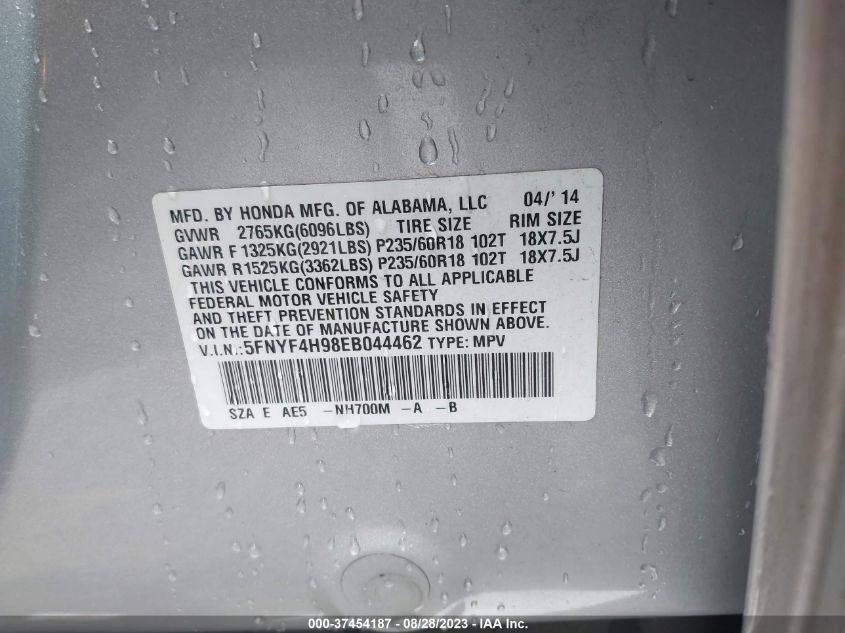 MFD. BY HONDA MFG. OF ALABAMA, LLC 04/' 14
GVWR 2765KG(6096LBS) TIRE SIZE RIM SIZE
GAWR F 1325KG(2921LBS) P235/60R18 102T 18X7.5J
GAWR R1525KG(3362LBS) P235/60R18 102T 18X7.5J
THIS VEHICLE CONFORMS TO ALL APPLICABLE
FEDERAL MOTOR VEHICLE SAFETY
AND THEFT PREVENTION STANDARDS IN EFFECT
ON THE DATE OF MANUFACTURE SHOWN ABOVE.
V.I.N.:5FNYF4H98EB044462 TYPE: MPV
SZA E AE5 -NH700M -A -B
000-37454187 - 08/28/2023 - IAA Inc.